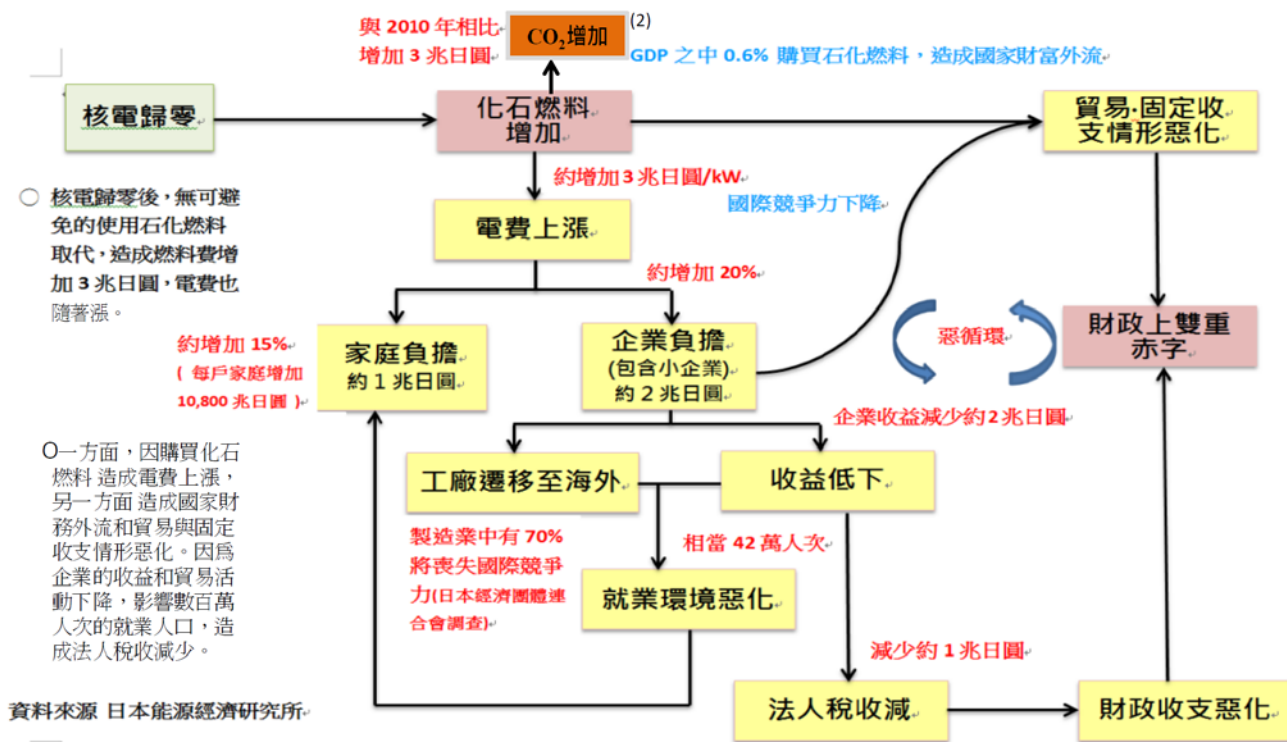 與 2010 年相比
增加 3 兆日圓
CO₂增加
(2)
GDP 之中 0.6% 購買石化燃料，造成國家財富外流
核電歸零
化石燃料
增加
貿易·固定收
支情形惡化
約增加 3 兆日圓/kW
國際競爭力下降
○ 核電歸零後，無可避
免的使用石化燃料
取代，造成燃料費增
加 3 兆日圓，電費也
隨著漲。
電費上漲
約增加 20%
約增加 15%
( 每戶家庭增加
10,800 兆日圓 )
家庭負擔
約 1 兆日圓
企業負擔
(包含小企業)
約 2 兆日圓
惡循環
財政上雙重
赤字
企業收益減少約 2 兆日圓
O一方面，因購買化石
燃料 造成電費上漲，
另一方面 造成國家財
務外流和貿易與固定
收支情形惡化。因為
企業的收益和貿易活
動下降，影響數百萬
人次的就業人口，造
成法人稅收減少。
工廠遷移至海外
收益低下
製造業中有 70%
將喪失國際競爭
力(日本經濟團體連
合會調查)
相當 42 萬人次
就業環境惡化
減少約 1 兆日圓
法人稅收減
財政收支惡化
資料來源 日本能源經濟研究所